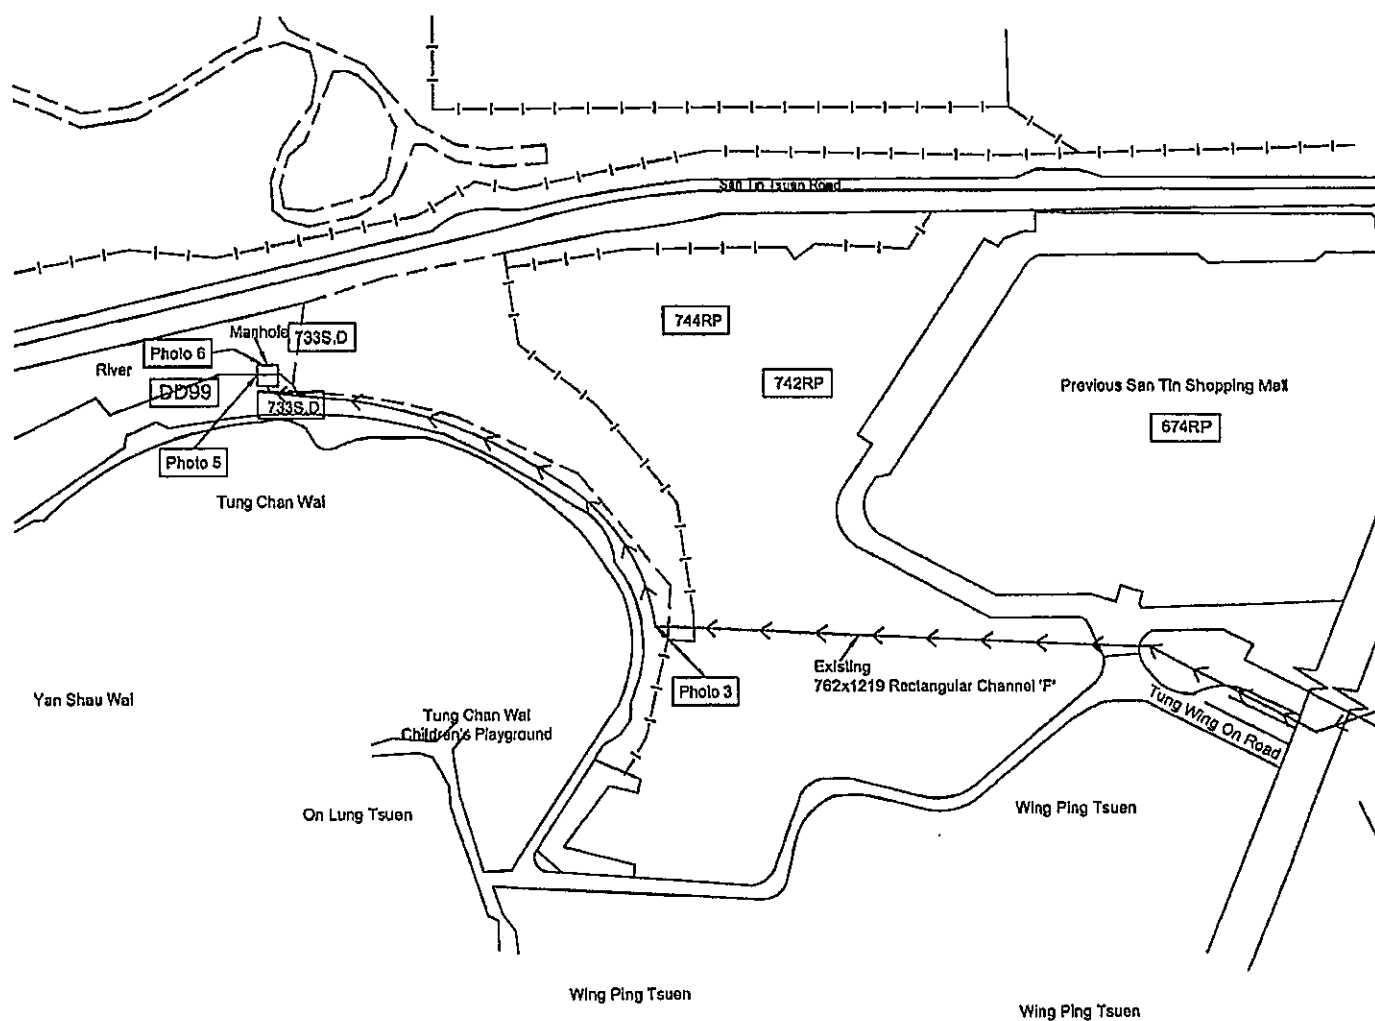 San Tin Tsuen Road
744RP
Manhole
733S.D
Photo 6
River
DD99
742RP
Previous San Tin Shopping Mall
733S.D
674RP
Photo 5
Tung Chan Wai
Existing
762x1219 Rectangular Channel 'F'
Photo 3
Yan Shau Wai
Tung Wing On Road
Tung Chan Wai
Children's Playground
On Lung Tsuen
Wing Ping Tsuen
Wing Ping Tsuen
Wing Ping Tsuen